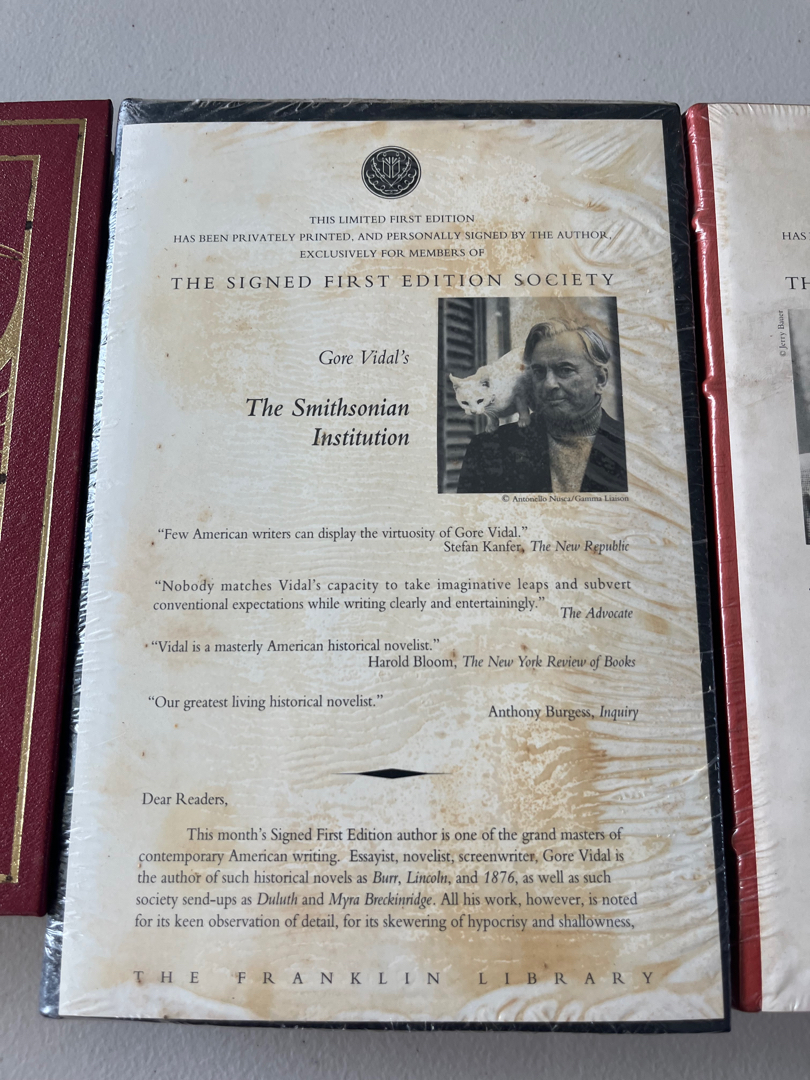 THIS LIMITED FIRST EDITION
HAS BEEN PRIVATELY PRINTED, AND PERSONALLY SIGNED BY THE AUTHOR,
EXCLUSIVELY FOR MEMBERS OF
THE SIGNED FIRST EDITION SOCIETY
Gore Vidal's
The Smithsonian
Institution
© Antonello Nusca/Gamma Liaison
“Few American writers can display the virtuosity of Gore Vidal.”
Stefan Kanfer, The New Republic
“Nobody matches Vidal's capacity to take imaginative leaps and subvert
conventional expectations while writing clearly and entertainingly.”
The Advocate
“Vidal is a masterly American historical novelist.”
Harold Bloom, The New York Review of Books
“Our greatest living historical novelist.”
Anthony Burgess, Inquiry
Dear Readers,
This month's Signed First Edition author is one of the grand masters of
contemporary American writing. Essayist, novelist, screenwriter, Gore Vidal is
the author of such historical novels as Burr, Lincoln, and 1876, as well as such
society send-ups as Duluth and Myra Breckinridge. All his work, however, is noted
for its keen observation of detail, for its skewering of hypocrisy and shallowness,
THE FRANKLIN LIBRARY
HAS
TH
© Jerry Bauer